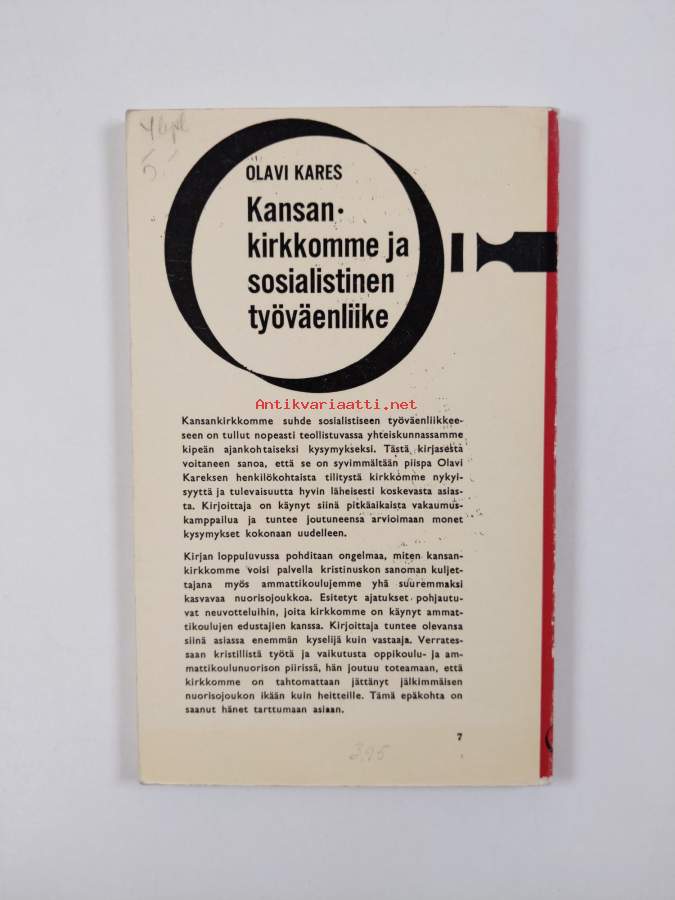 5.-
OLAVI KARES
Kansan-
kirkkomme ja
sosialistinen
työväenliike
Antikvariaatti.net
Kansankirkkomme suhde sosialistiseen työväenliikkee-
seen on tullut nopeasti teollistuvassa yhteiskunnassamme
kipeän ajankohtaiseksi kysymykseksi. Tästä kirjasesta
voitaneen sanoa, että se on syvimmältään piispa Olavi
Kareksen henkilökohtaista tilitystä kirkkomme nykyi-
syyttä ja tulevaisuutta hyvin läheisesti koskevasta asias-
ta. Kirjoittaja on käynyt siinä pitkäaikaista vakaumus-
kamppailua ja tuntee joutuneensa arvioimaan monet
kysymykset kokonaan uudelleen.
Kirjan loppuluvussa pohditaan ongelmaa, miten kansan-
kirkkomme voisi palvella kristinuskon sanoman kuljet-
tajana myös ammattikoulujemme yhä suuremmaksi
kasvavaa nuorisojoukkoa. Esitetyt ajatukset pohjautu-
vat neuvotteluihin, joita kirkkomme on käynyt ammat-
tikoulujen edustajien kanssa. Kirjoittaja tuntee olevansa
siinä asiassa enemmän kyselijä kuin vastaaja. Verrates-
saan kristillistä työtä ja vaikutusta oppikoulu- ja am-
mattikoulunuorison piirissä, hän joutuu toteamaan, että
kirkkomme on tahtomattaan jättänyt jälkimmäisen
nuorisojoukon ikään kuin heitteille. Tämä epäkohta on
saanut hänet tarttumaan asiaan.
7
3,95